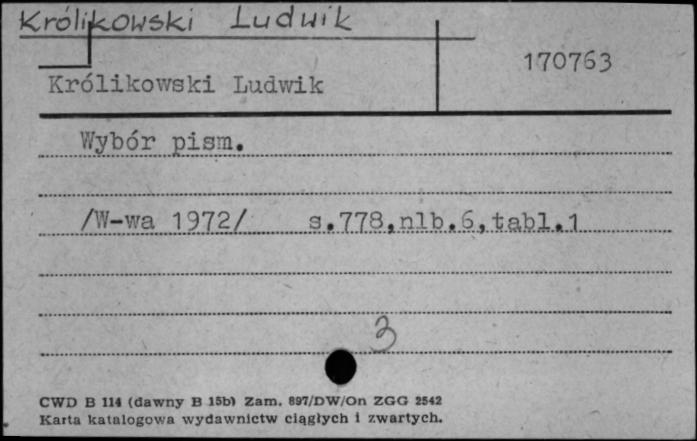 Królikowski Ludwik
170763
Królikowski Ludwik
Wybór pism.
/W-wa 1972/ s.778,nlb.6,tabl.1
3
CWD B 114 (dawny B 15b) Zam. 897/DW/On ZGG 2542
Karta katalogowa wydawnictw ciągłych i zwartych.